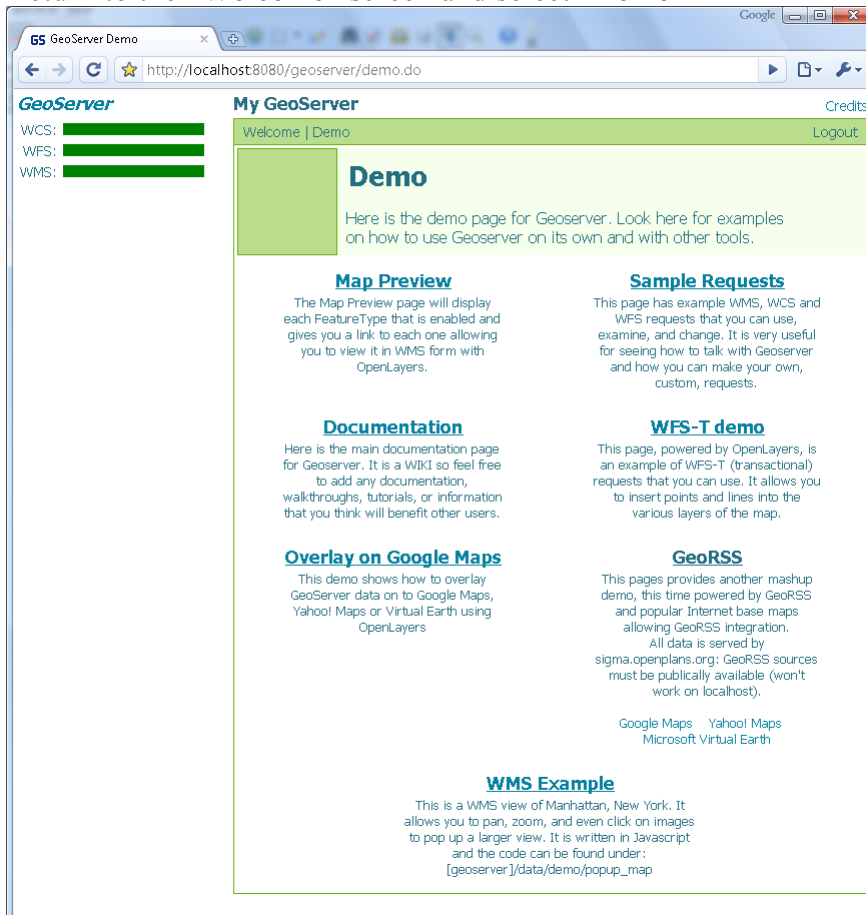 Google
GS GeoServer Demo
http://localhost:8080/geoserver/demo.do
GeoServer
WCS:
WFS:
WMS:
My GeoServer
Credits
Welcome | Demo
Logout
Demo
Here is the demo page for Geoserver. Look here for examples
on how to use Geoserver on its own and with other tools.
Map Preview
The Map Preview page will display
each FeatureType that is enabled and
gives you a link to each one allowing
you to view it in WMS form with
OpenLayers.
Sample Requests
This page has example WMS, WCS and
WFS requests that you can use,
examine, and change. It is very useful
for seeing how to talk with Geoserver
and how you can make your own,
custom, requests.
Documentation
Here is the main documentation page
for Geoserver. It is a WIKI so feel free
to add any documentation,
walkthroughs, tutorials, or information
that you think will benefit other users.
WFS-T demo
This page, powered by OpenLayers, is
an example of WFS-T (transactional)
requests that you can use. It allows you
to insert points and lines into the
various layers of the map.
Overlay on Google Maps
This demo shows how to overlay
GeoServer data on to Google Maps,
Yahoo! Maps or Virtual Earth using
OpenLayers
GeoRSS
This pages provides another mashup
demo, this time powered by GeoRSS
and popular Internet base maps
allowing GeoRSS integration.
All data is served by
sigma.openplans.org: GeoRSS sources
must be publically available (won't
work on localhost).
Google Maps Yahoo! Maps
Microsoft Virtual Earth
WMS Example
This is a WMS view of Manhattan, New York. It
allows you to pan, zoom, and even click on images
to pop up a larger view. It is written in Javascript
and the code can be found under:
[geoserver]/data/demo/popup_map